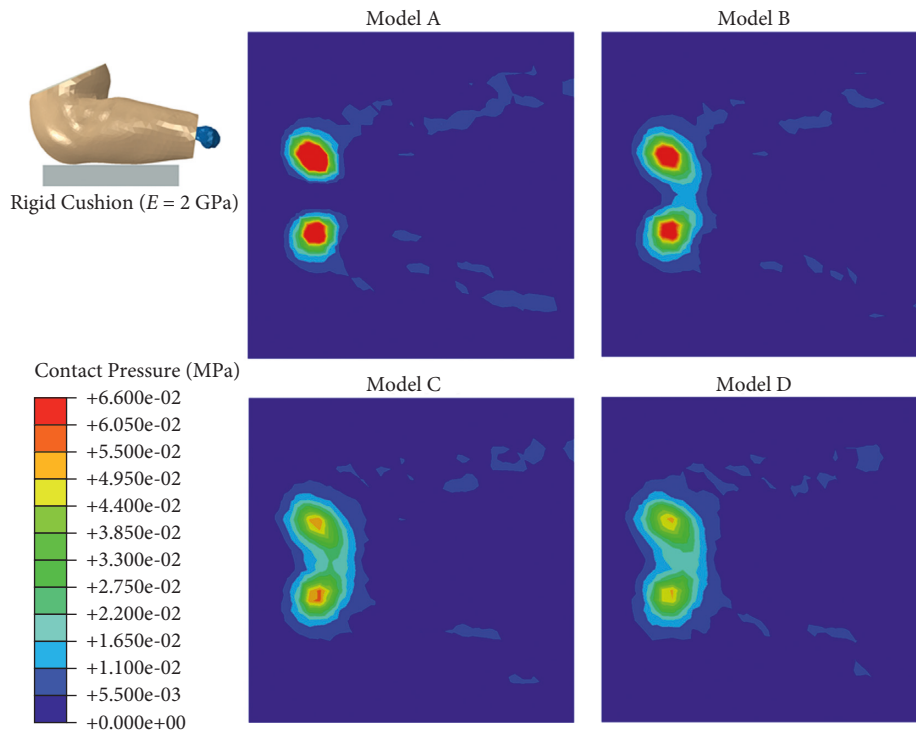 Model A
Model B
Rigid Cushion (E = 2 GPa)
Contact Pressure (MPa)
+6.600e-02
+6.050e-02
+5.500e-02
+4.950e-02
+4.400e-02
+3.850e-02
+3.300e-02
+2.750e-02
+2.200e-02
+1.650e-02
+1.100e-02
+5.500e-03
+0.000e+00
Model C
Model D